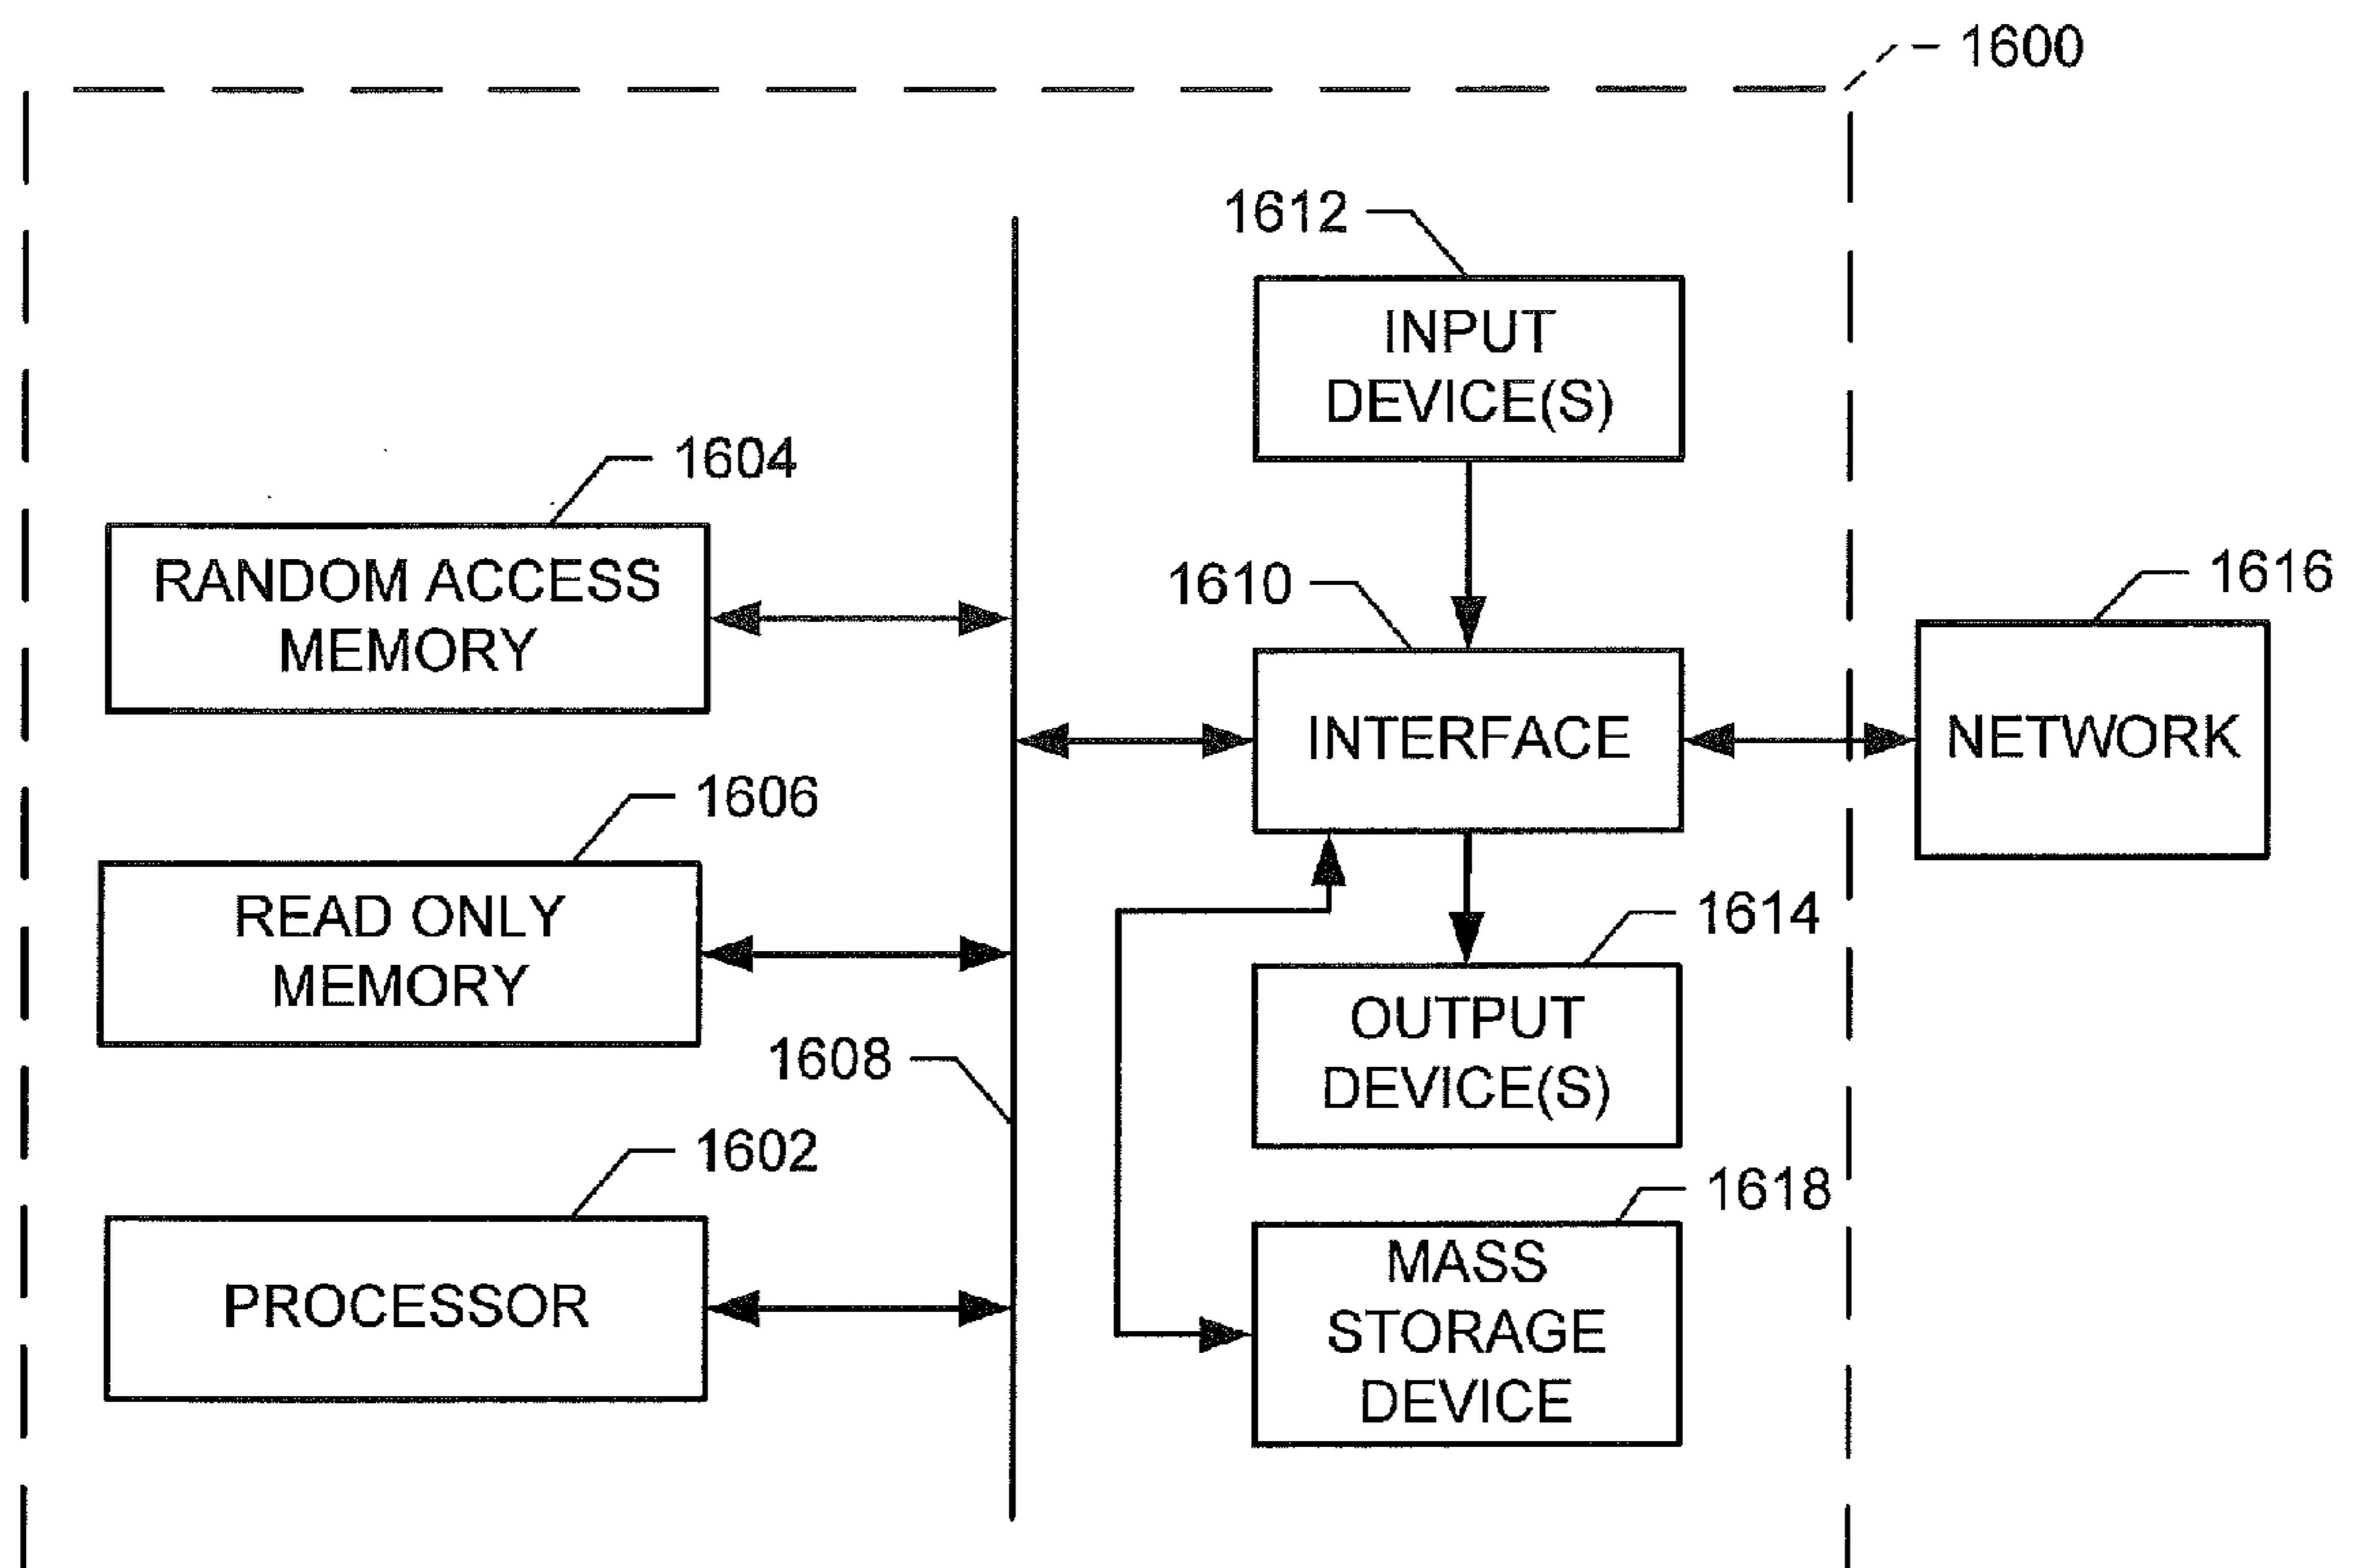 1600
1612
INPUT
DEVICE(S)
1604
RANDOM ACCESS
MEMORY
1610
INTERFACE
1616
NETWORK
1606
READ ONLY
MEMORY
1614
OUTPUT
DEVICE(S)
1608
1602
PROCESSOR
1618
MASS
STORAGE
DEVICE